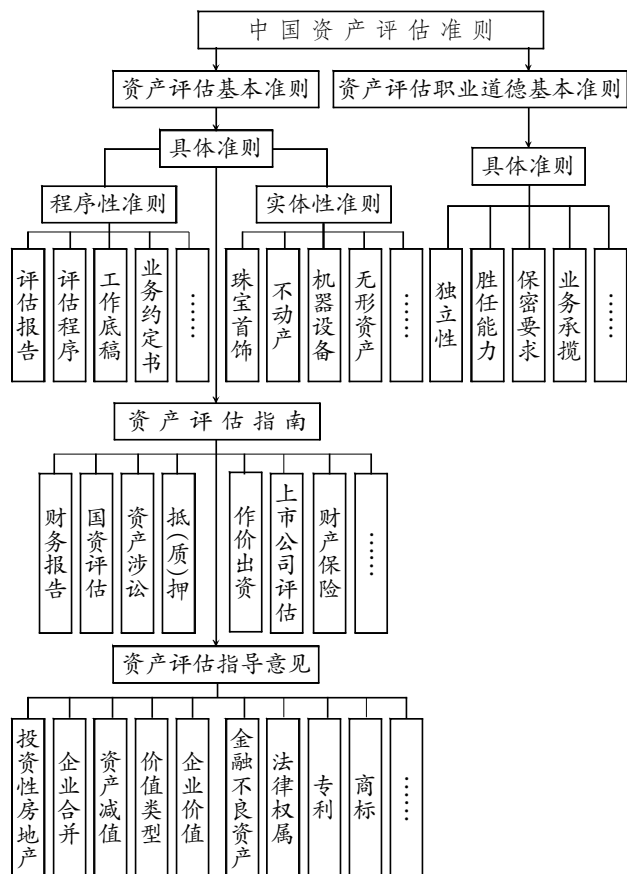 中国资产评估准则
资产评估基本准则
资产评估职业道德基本准则
具体准则
具体准则
程序性准则
实体性准则
评估报告
评估程序
工作底稿
业务约定书
……
珠宝首饰
不动产
机器设备
无形资产
……
独立性
胜任能力
保密要求
业务承揽
……
资产评估指南
财务报告
国资评估
资产涉讼
抵(质)押
作价出资
上市公司评估
财产保险
……
资产评估指导意见
投资性房地产
企业合并
资产减值
价值类型
企业价值
金融不良资产
法律权属
专利
商标
……